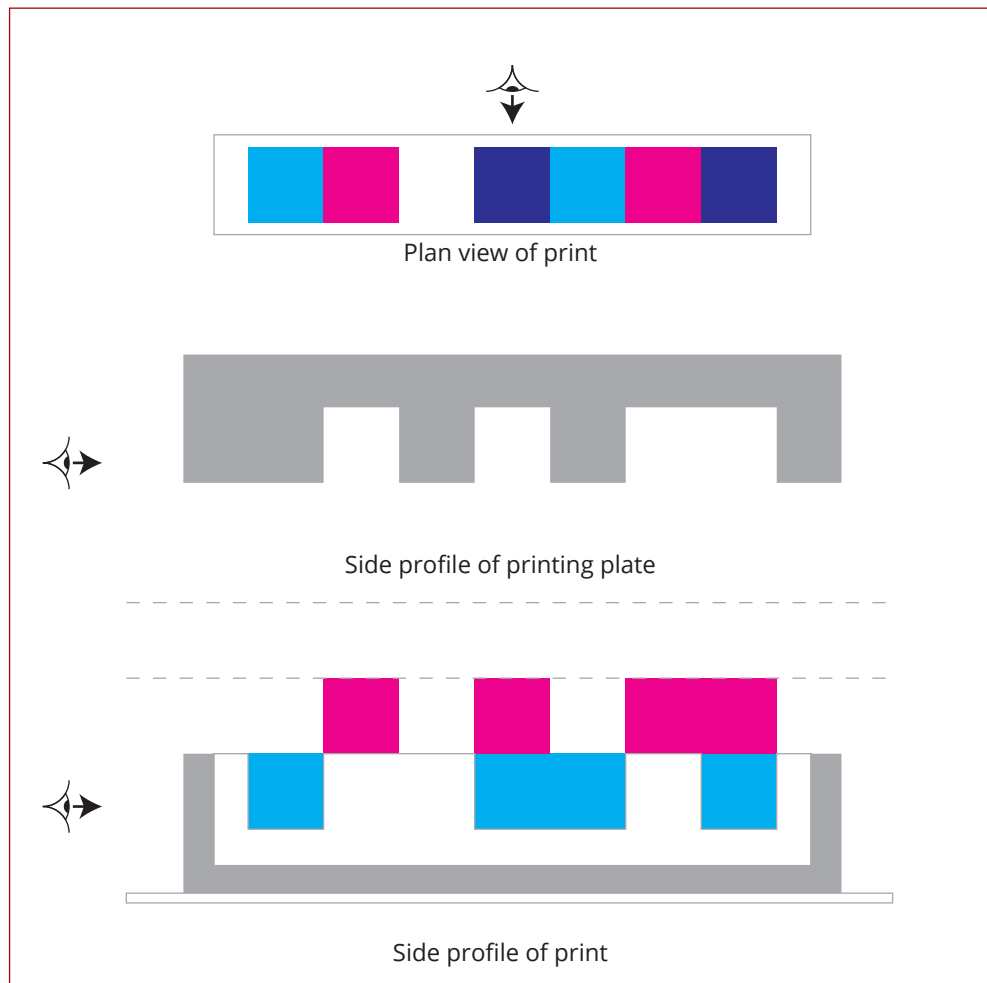 Plan view of print
Side profile of printing plate
Side profile of print